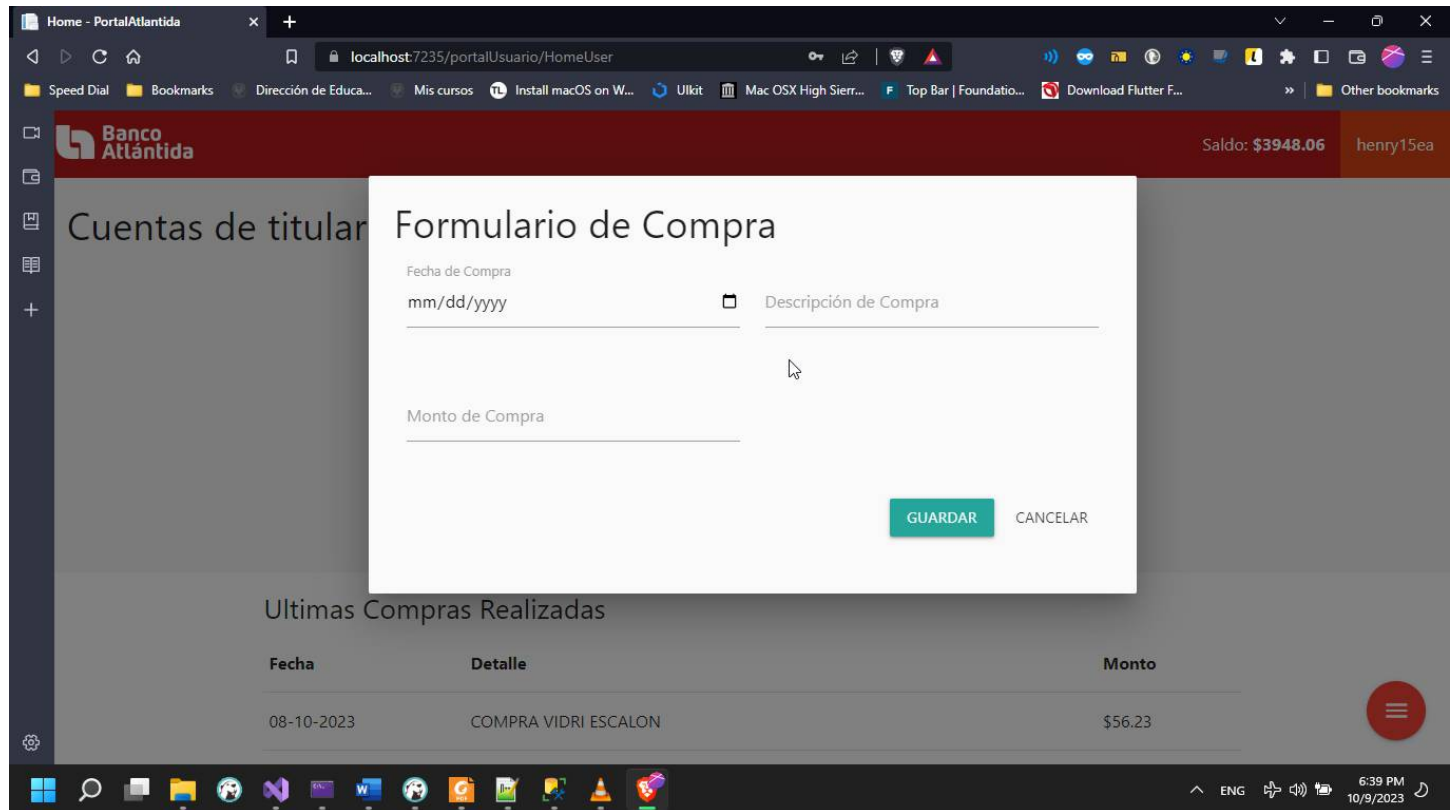 Home - PortalAtlantida
localhost:7235/portalUsuario/HomeUser
Speed Dial Bookmarks Dirección de Educa... Mis cursos TL Install macOS on W... UIkit Mac OSX High Sierr... F Top Bar | Foundatio... Download Flutter F... » Other bookmarks
Banco
Atlántida
Saldo: $3948.06 henry15ea
Cuentas de titular
Formulario de Compra
Fecha de Compra
mm/dd/yyyy
Descripción de Compra
Monto de Compra
GUARDAR CANCELAR
Ultimas Compras Realizadas
Fecha Detalle Monto
08-10-2023 COMPRA VIDRI ESCALON $56.23
ENG
6:39 PM
10/9/2023